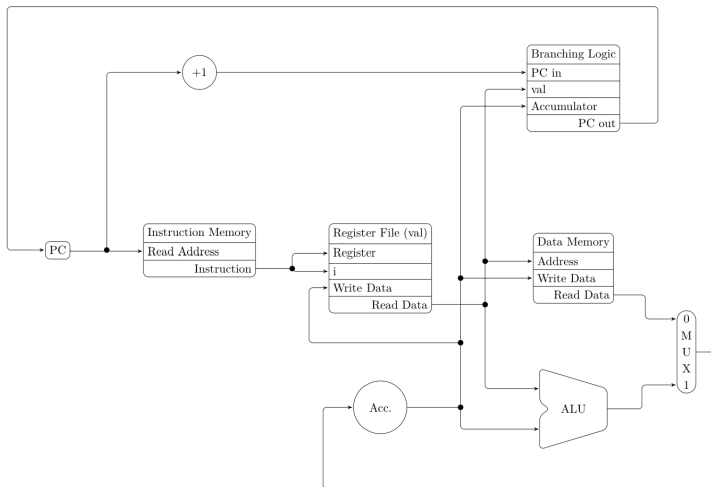 Branching Logic
+1
PC in
val
Accumulator
PC out
PC
Instruction Memory
Read Address
Instruction
Register File (val)
Register
i
Write Data
Read Data
Data Memory
Address
Write Data
Read Data
0
M
U
X
1
Acc.
ALU